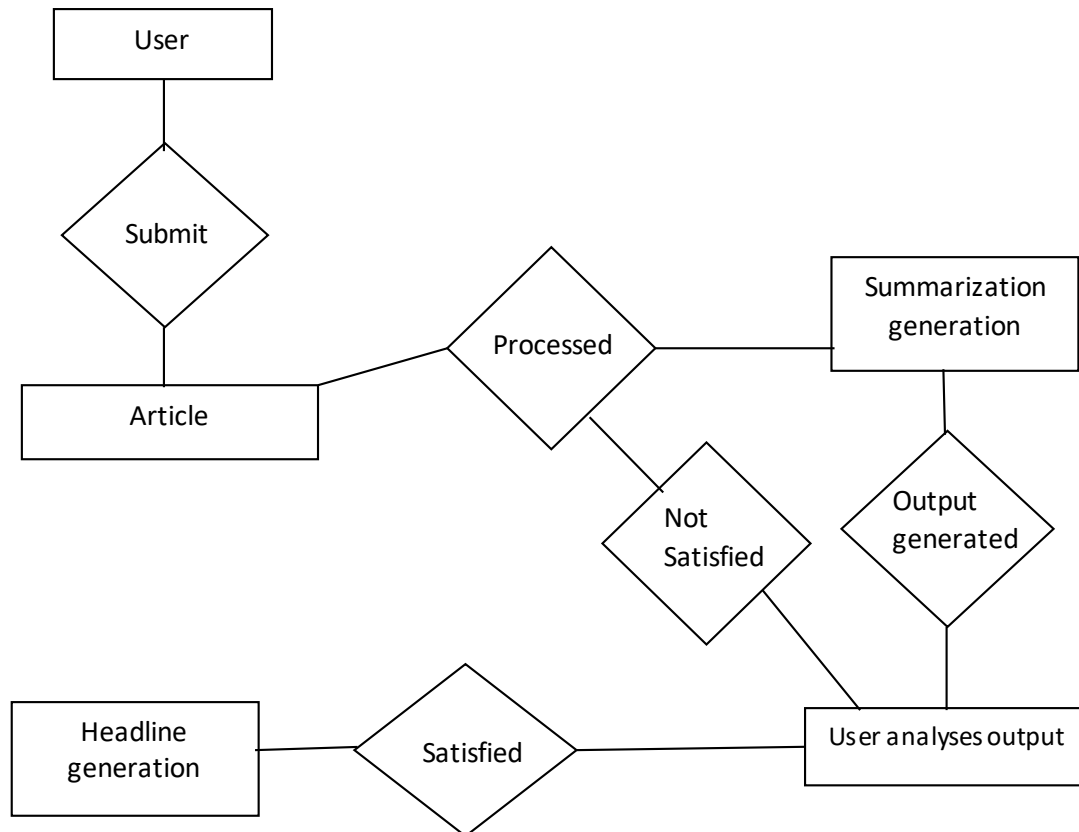 User
Submit
Article
Processed
Summarization
generation
Not
Satisfied
Output
generated
User analyses output
Satisfied
Headline
generation